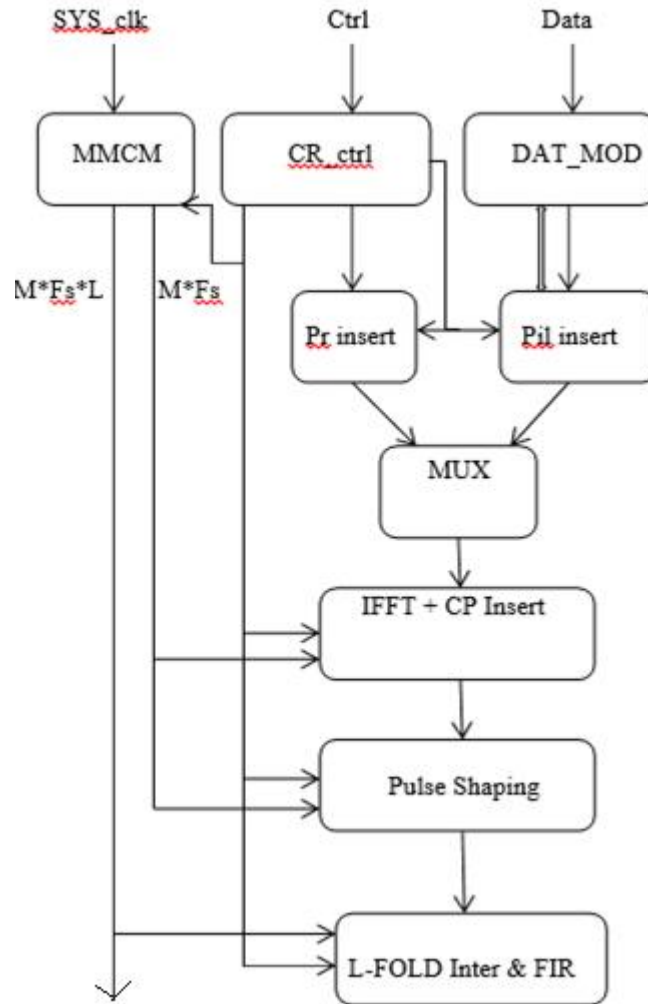 SYS_clk Ctrl Data
MMCM CR_ctrl DAT_MOD
M*Fs*L M*Fs
Pr insert Pil insert
MUX
IFFT + CP Insert
Pulse Shaping
L-FOLD Inter & FIR